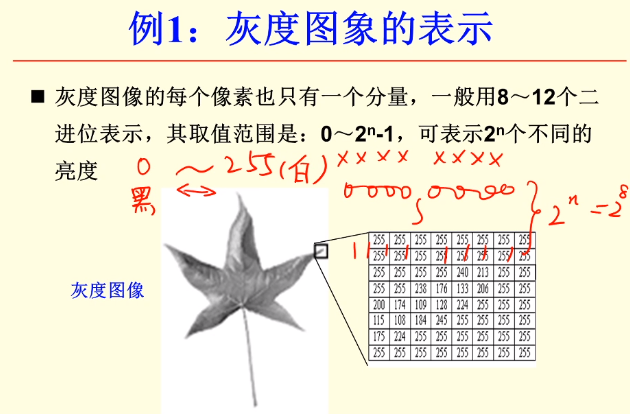 例1：灰度图象的表示
■ 灰度图像的每个像素也只有一个分量，一般用8～12个二
进位表示，其取值范围是：0～2ⁿ-1，可表示2ⁿ个不同的
亮度
0 ～ 255(白) ×××× ××××
黑 0000 0000 } 2ⁿ = 2⁸
1111 1111
灰度图像
255 255 255 255 255 255 255 255
255 255 255 255 255 255 255 255
255 255 255 255 240 213 255 255
255 255 238 176 133 206 255 255
200 174 109 128 224 255 255 255
115 108 184 245 255 255 255 255
175 224 255 255 255 255 255 255
255 255 255 255 255 255 255 255